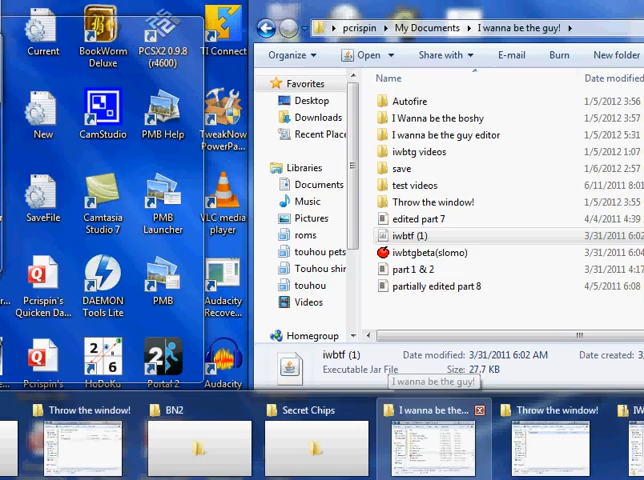 Current
BookWorm
Deluxe
PCSX2 0.9.8
(r4600)
TI Connect
New
CamStudio
PMB Help
TweakNow
PowerPa...
SaveFile
Camtasia
Studio 7
PMB
Launcher
VLC media
player
Pcrispin's
Quicken Da...
DAEMON
Tools Lite
PMB
Audacity
Recove...
Pcrispin's
HoDoKu
Portal 2
Audacity
pcrispin
My Documents
I wanna be the guy!
Organize
Open
Share with
E-mail
Burn
New folder
Favorites
Desktop
Downloads
Recent Place
Libraries
Documents
Music
Pictures
roms
touhou pets
Touhou shir
touhou
Videos
Homegroup
Name
Date modified
Autofire
1/5/2012 3:56
I Wanna be the boshy
1/5/2012 3:57
I wanna be the guy editor
1/5/2012 5:31
iwbtg videos
1/5/2012 1:07
save
1/6/2012 2:57
test videos
6/11/2011 8:0
Throw the window!
1/5/2012 3:55
edited part 7
4/4/2011 4:39
iwbtf (1)
3/31/2011 6:02
iwbtgbeta(slomo)
3/31/2011 6:0
part 1 & 2
3/31/2011 4:17
partially edited part 8
4/5/2011 6:08
iwbtf (1)
Date modified: 3/31/2011 6:02 AM
Date created: 3
Executable Jar File
Size: 27.7 KB
I wanna be the guy!
Throw the window!
BN2
Secret Chips
I wanna be the...
Throw the window!